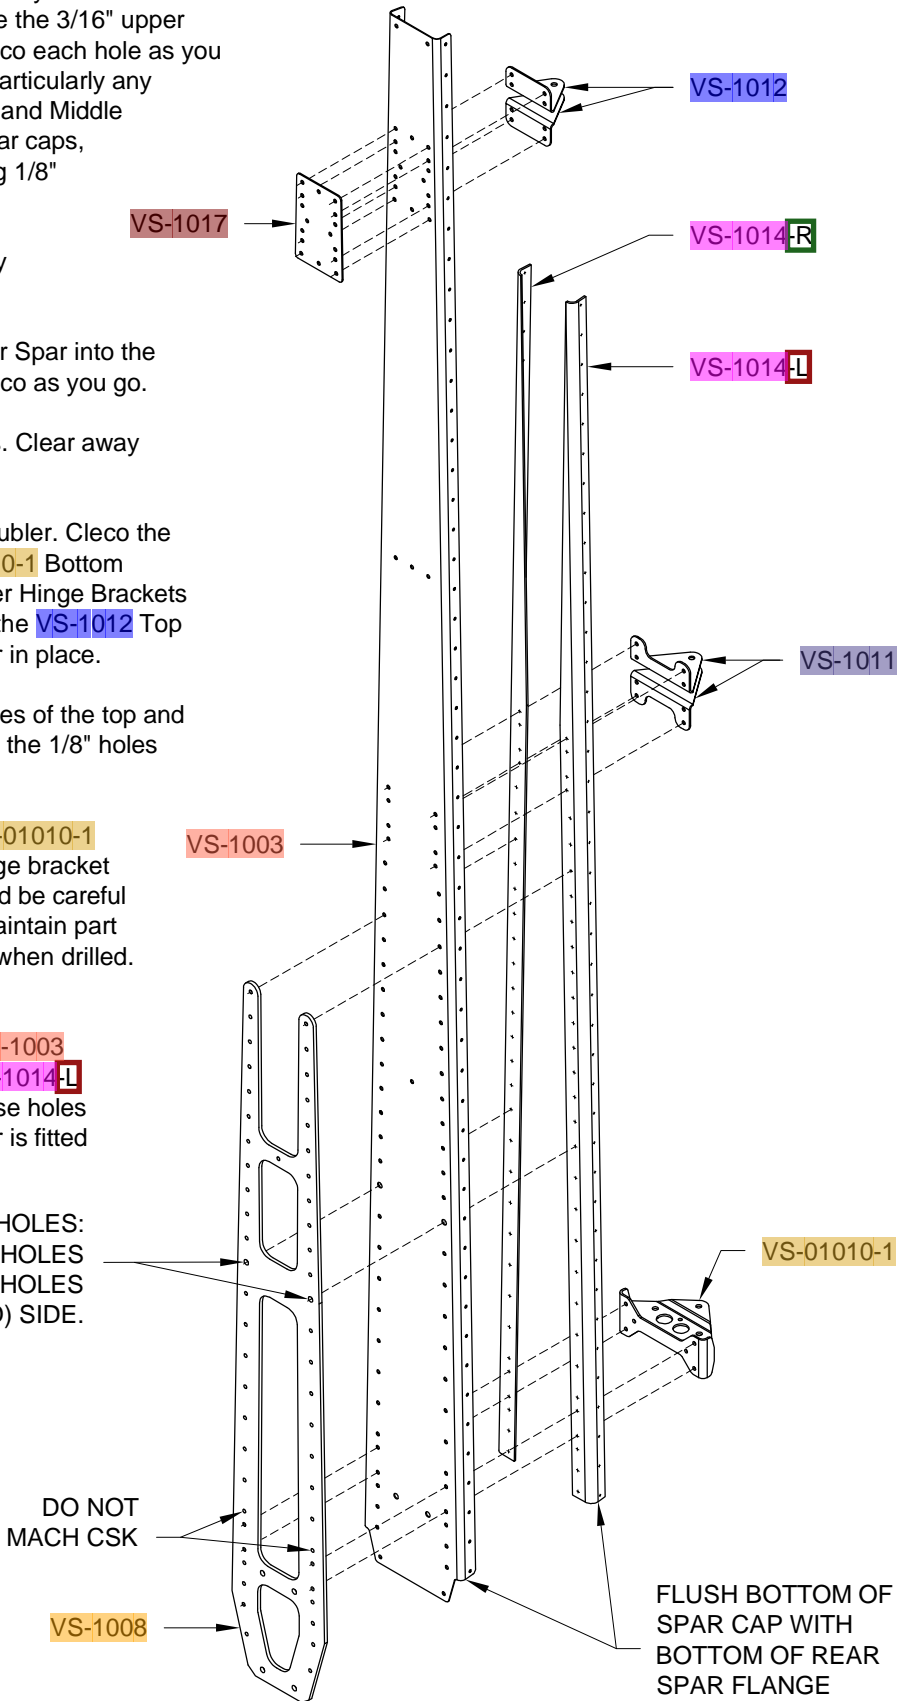 e the 3/16" upper
co each hole as you
articularly any
and Middle
ar caps,
g 1/8"
VS-1012
VS-1017
VS-1014-R
y
r Spar into the
co as you go.
VS-1014-L
s. Clear away
ubler. Cleco the
0-1 Bottom
er Hinge Brackets
the VS-1012 Top
r in place.
VS-1011
es of the top and
the 1/8" holes
-01010-1
VS-1003
ge bracket
d be careful
aintain part
when drilled.
-1003
-1014-L
se holes
r is fitted
HOLES:
HOLES
HOLES
D) SIDE.
VS-01010-1
DO NOT
MACH CSK
VS-1008
FLUSH BOTTOM OF
SPAR CAP WITH
BOTTOM OF REAR
SPAR FLANGE